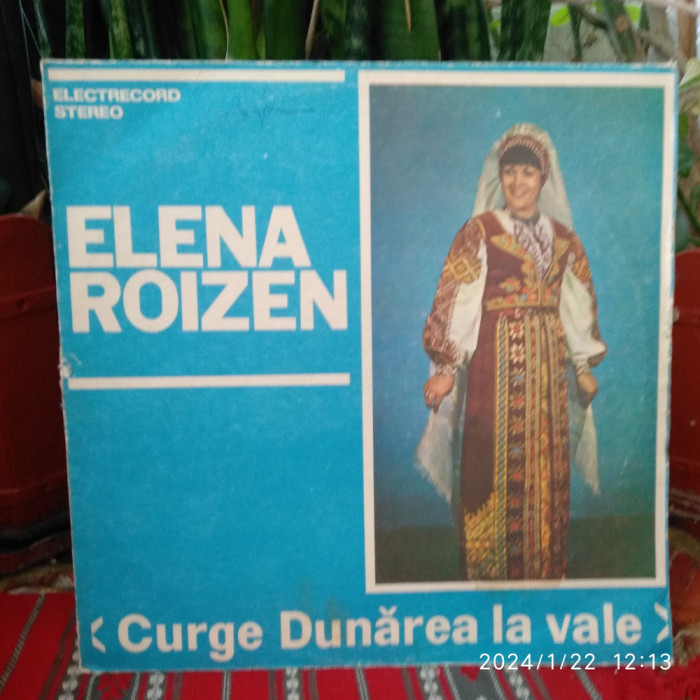 ELECTRECORD
STEREO
ELENA
ROIZEN
‹ Curge Dunărea la vale ›
2024/1/22 12:13